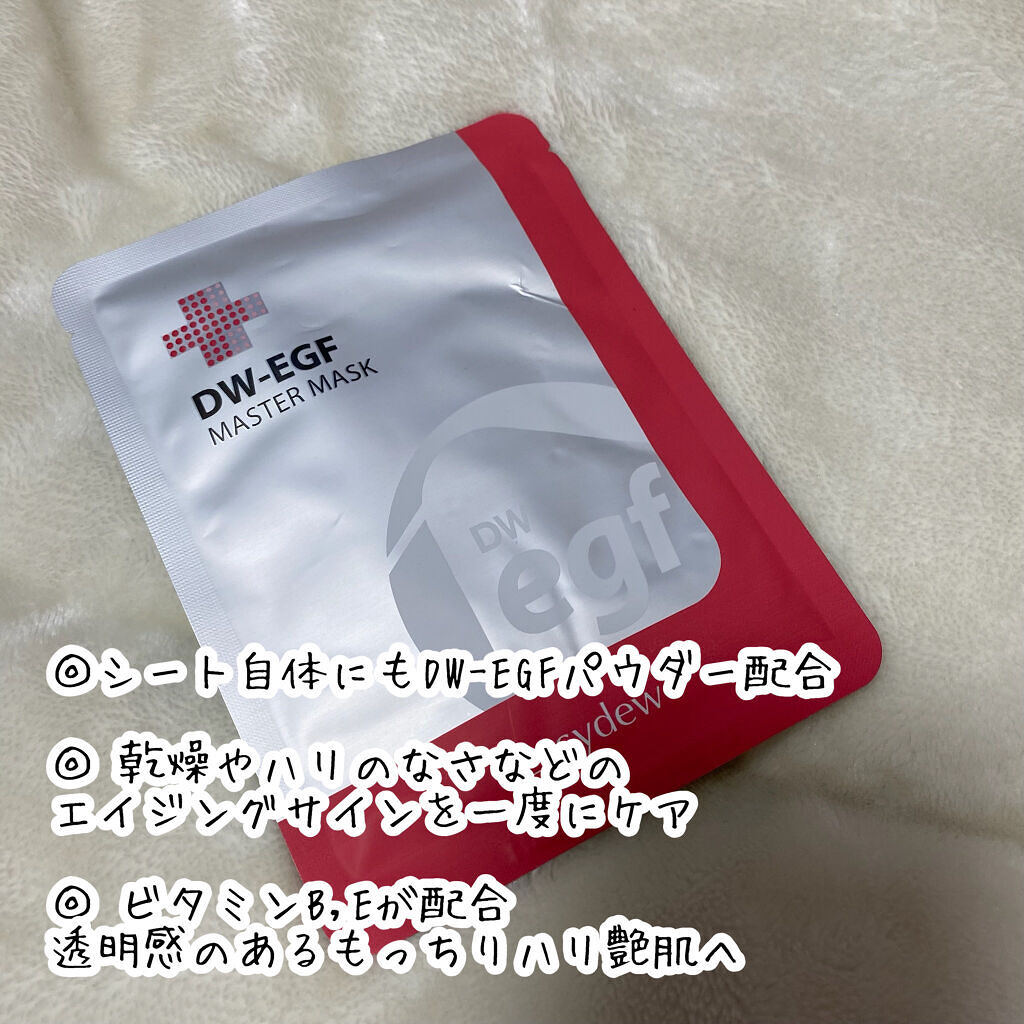 DW-EGF
MASTER MASK
DW
egf
◎シート自体にもDW-EGFパウダー配合
◎ 乾燥やハリのなさなどの
エイジングサインを一度にケア
◎ ビタミンB,Eが配合
透明感のあるもっちりハリ艶肌へ